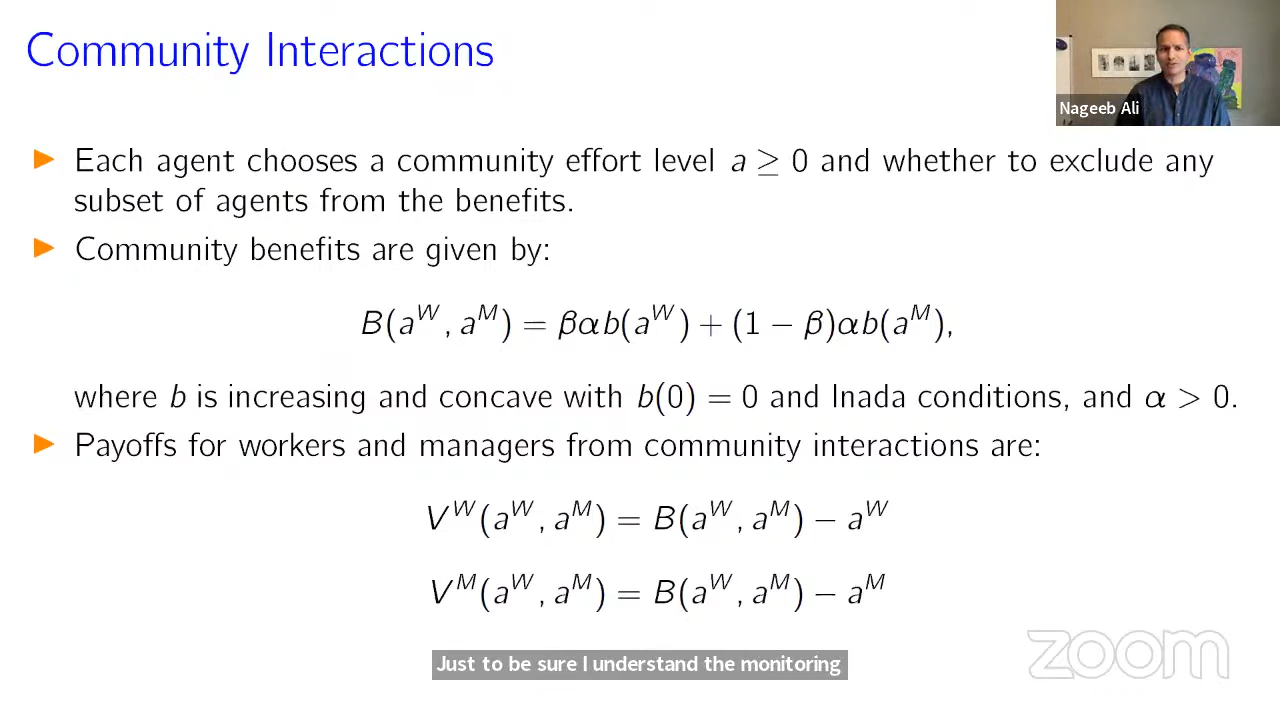 Community Interactions
Nageeb Ali
▶ Each agent chooses a community effort level a ≥ 0 and whether to exclude any
subset of agents from the benefits.
▶ Community benefits are given by:
B(a^W, a^M) = βαb(a^W) + (1 − β)αb(a^M),
where b is increasing and concave with b(0) = 0 and Inada conditions, and α > 0.
▶ Payoffs for workers and managers from community interactions are:
V^W(a^W, a^M) = B(a^W, a^M) − a^W
V^M(a^W, a^M) = B(a^W, a^M) − a^M
zoom
Just to be sure I understand the monitoring